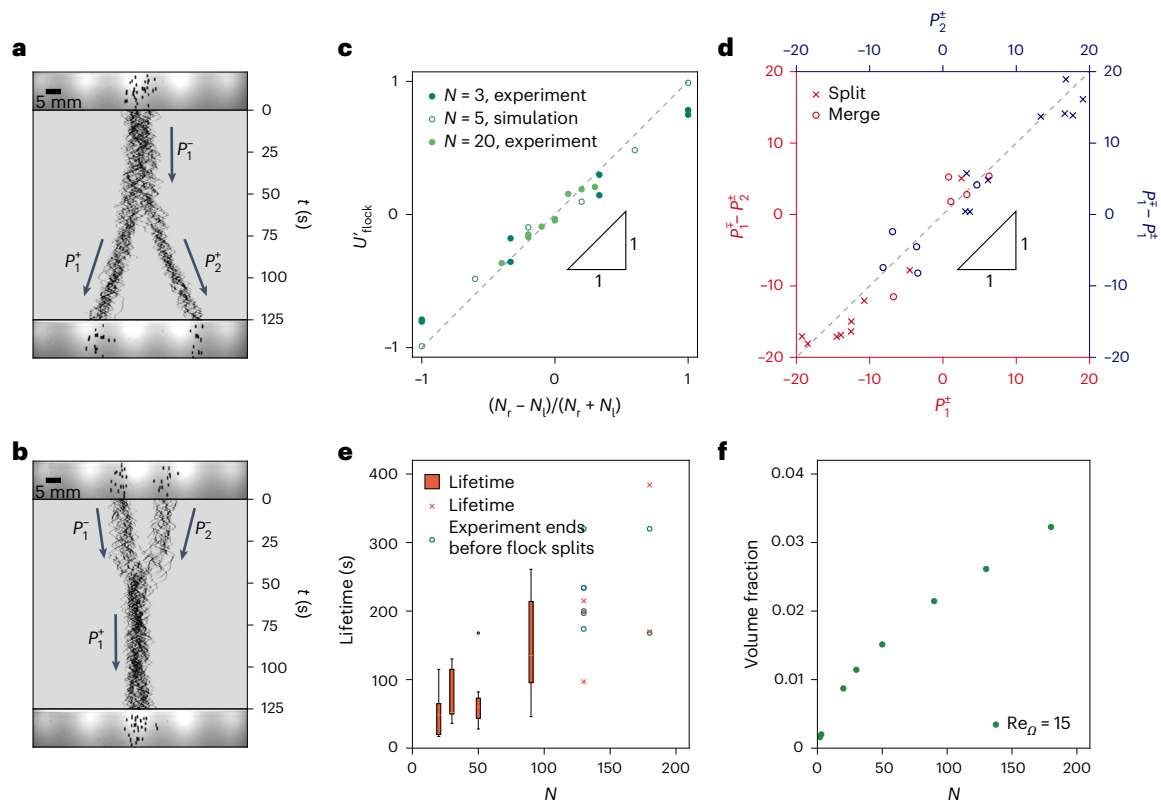 a
5 mm
0
25
50
75
100
125
t (s)
P₁⁻
P₁⁺
P₂⁺
c
1
0
−1
U′flock
N = 3, experiment
N = 5, simulation
N = 20, experiment
1
1
−1
0
1
(Nr − Nl)/(Nr + Nl)
d
P₂±
−20
−10
0
10
20
20
10
0
−10
−20
P₁∓ − P₂±
Split
Merge
1
1
20
10
0
−10
−20
P₁∓ − P₁±
−20
−10
0
10
20
P₁±
b
5 mm
0
25
50
75
100
125
t (s)
P₁⁻
P₂⁻
P₁⁺
e
400
300
200
100
0
Lifetime (s)
Lifetime
Lifetime
Experiment ends
before flock splits
0
50
100
150
200
N
f
0.04
0.03
0.02
0.01
0
Volume fraction
ReΩ = 15
0
50
100
150
200
N